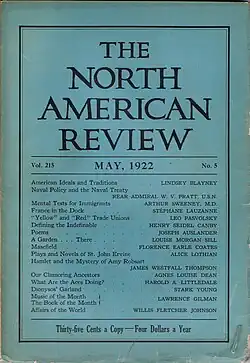 THE
NORTH
AMERICAN
REVIEW
Vol. 215 MAY, 1922 No. 5
American Ideals and Traditions LINDSEY BLAYNEY
Naval Policy and the Naval Treaty
REAR-ADMIRAL W. V. PRATT, U.S.N.
Mental Tests for Immigrants ARTHUR SWEENEY, M.D.
France in the Dock STEPHANE LAUZANNE
"Yellow" and "Red" Trade Unions LEO PASVOLSKY
Defining the Indefinable HENRY SEIDEL CANBY
Poems JOSEPH AUSLANDER
A Garden . . . There LOUISE MORGAN SILL
Masefield FLORENCE EARLE COATES
Plays and Novels of St. John Ervine ALICE LOTHIAN
Hamlet and the Mystery of Amy Robsart
JAMES WESTFALL THOMPSON
Our Clamoring Ancestors AGNES LOUISE DEAN
What Are the Arcs Doing? HAROLD A. LITTLEDALE
Dionysos' Garland STARK YOUNG
Music of the Month
The Book of the Month LAWRENCE GILMAN
Affairs of the World WILLIS FLETCHER JOHNSON
Thirty-five Cents a Copy—Four Dollars a Year